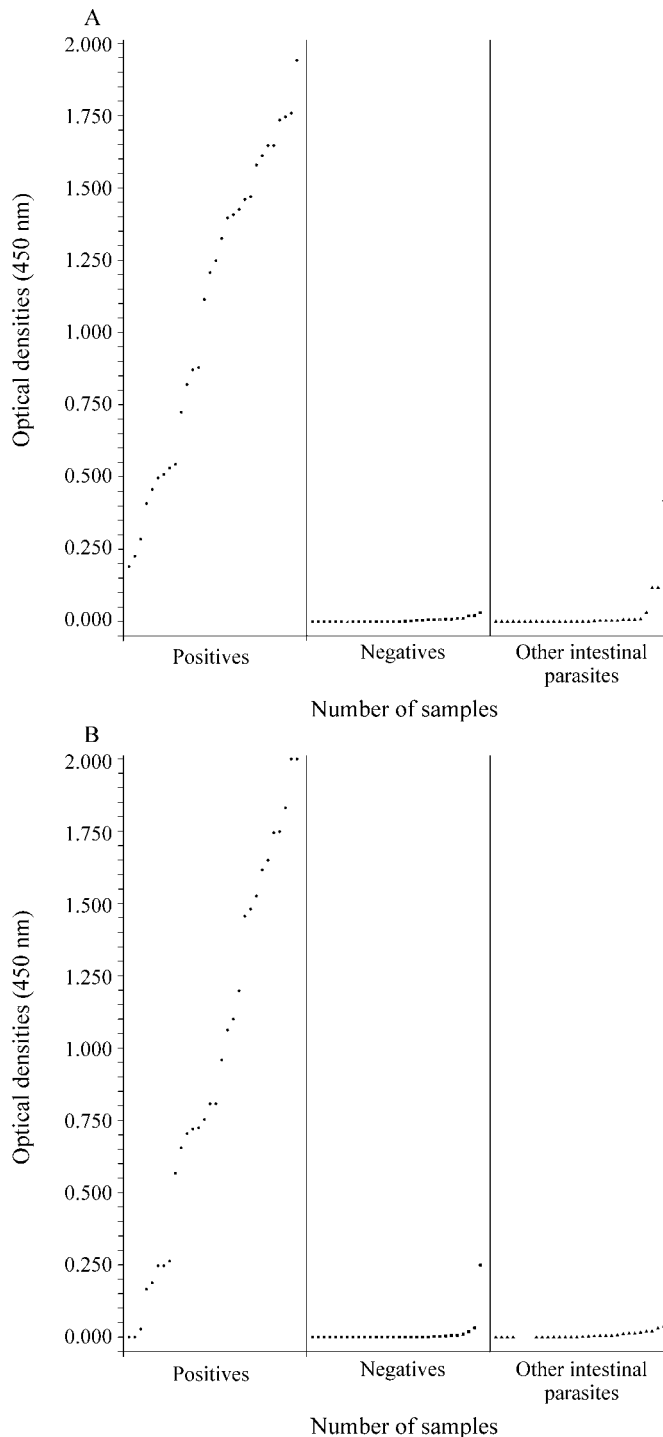 A
Optical densities (450 nm)
2.000
1.750
1.500
1.250
1.000
0.750
0.500
0.250
0.000
Positives
Negatives
Other intestinal
parasites
Number of samples
B
Optical densities (450 nm)
2.000
1.750
1.500
1.250
1.000
0.750
0.500
0.250
0.000
Positives
Negatives
Other intestinal
parasites
Number of samples